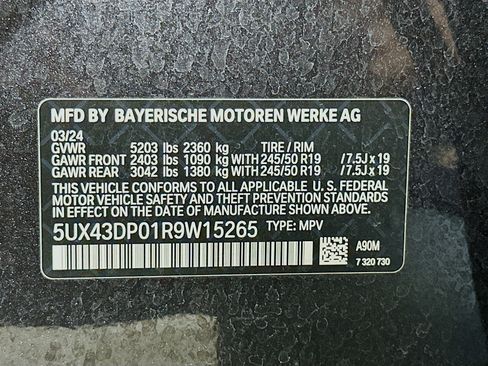 MFD BY BAYERISCHE MOTOREN WERKE AG
03/24
GVWR 5203 lbs 2360 kg TIRE / RIM
GAWR FRONT 2403 lbs 1090 kg WITH 245/50 R19 /7.5J x 19
GAWR REAR 3042 lbs 1380 kg WITH 245/50 R19 /7.5J x 19
THIS VEHICLE CONFORMS TO ALL APPLICABLE U. S. FEDERAL
MOTOR VEHICLE SAFETY AND THEFT PREVENTION STANDARDS
IN EFFECT ON THE DATE OF MANUFACTURE SHOWN ABOVE.
5UX43DP01R9W15265 TYPE: MPV
A90M
7 320 730